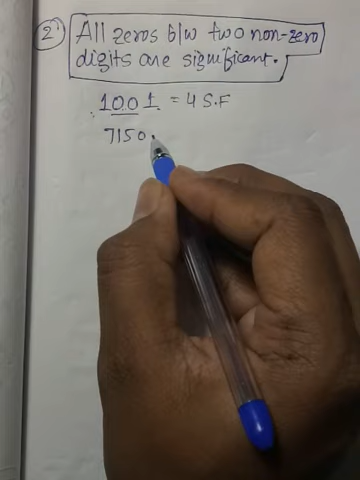 2. All zeros b/w two non-zero
digits are significant.
1001 = 4 S.F
7150.